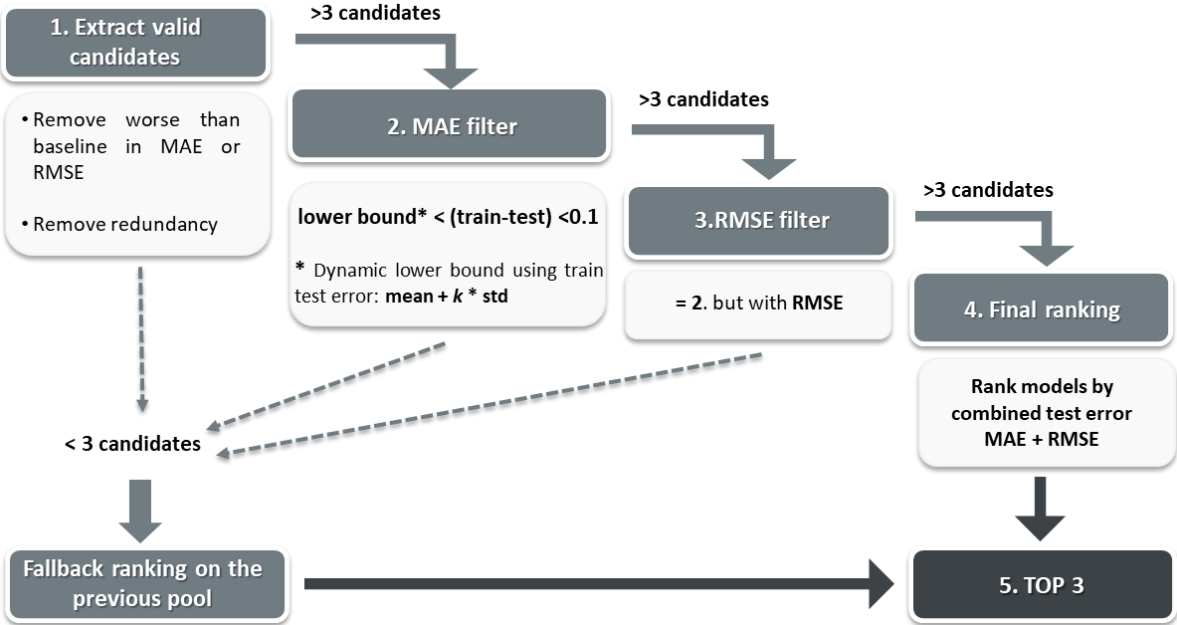 1. Extract valid
candidates
>3 candidates
• Remove worse than
baseline in MAE or
RMSE
• Remove redundancy
2. MAE filter
>3 candidates
lower bound* < (train-test) <0.1
* Dynamic lower bound using train
test error: mean + k * std
3.RMSE filter
>3 candidates
= 2. but with RMSE
4. Final ranking
Rank models by
combined test error
MAE + RMSE
< 3 candidates
Fallback ranking on the
previous pool
5. TOP 3